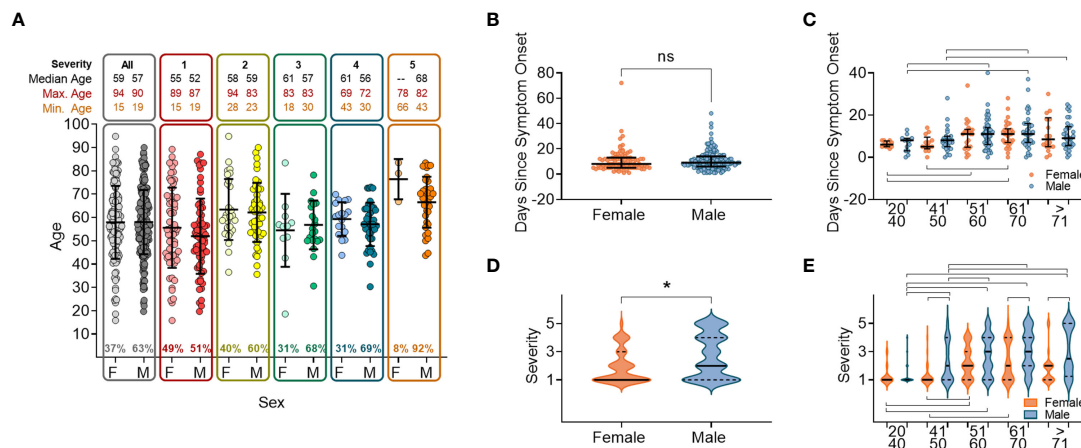 A
Severity All 1 2 3 4 5
Median Age 59 57 55 52 58 59 61 57 61 56 -- 68
Max. Age 94 90 89 87 94 83 83 83 69 72 78 82
Min. Age 15 19 15 19 28 23 18 30 43 30 66 43
Age
100
90
80
70
60
50
40
30
20
10
37% 63% 49% 51% 40% 60% 31% 68% 31% 69% 8% 92%
F M F M F M F M F M F M
Sex
B
Days Since Symptom Onset
80
60
40
20
0
-20
ns
Female Male
C
Days Since Symptom Onset
40
20
0
-20
Female
Male
20 41 51 61 >
40 50 60 70 71
D
Severity
5
3
1
*
Female Male
E
Severity
5
3
1
Female
Male
20 41 51 61 >
40 50 60 70 71